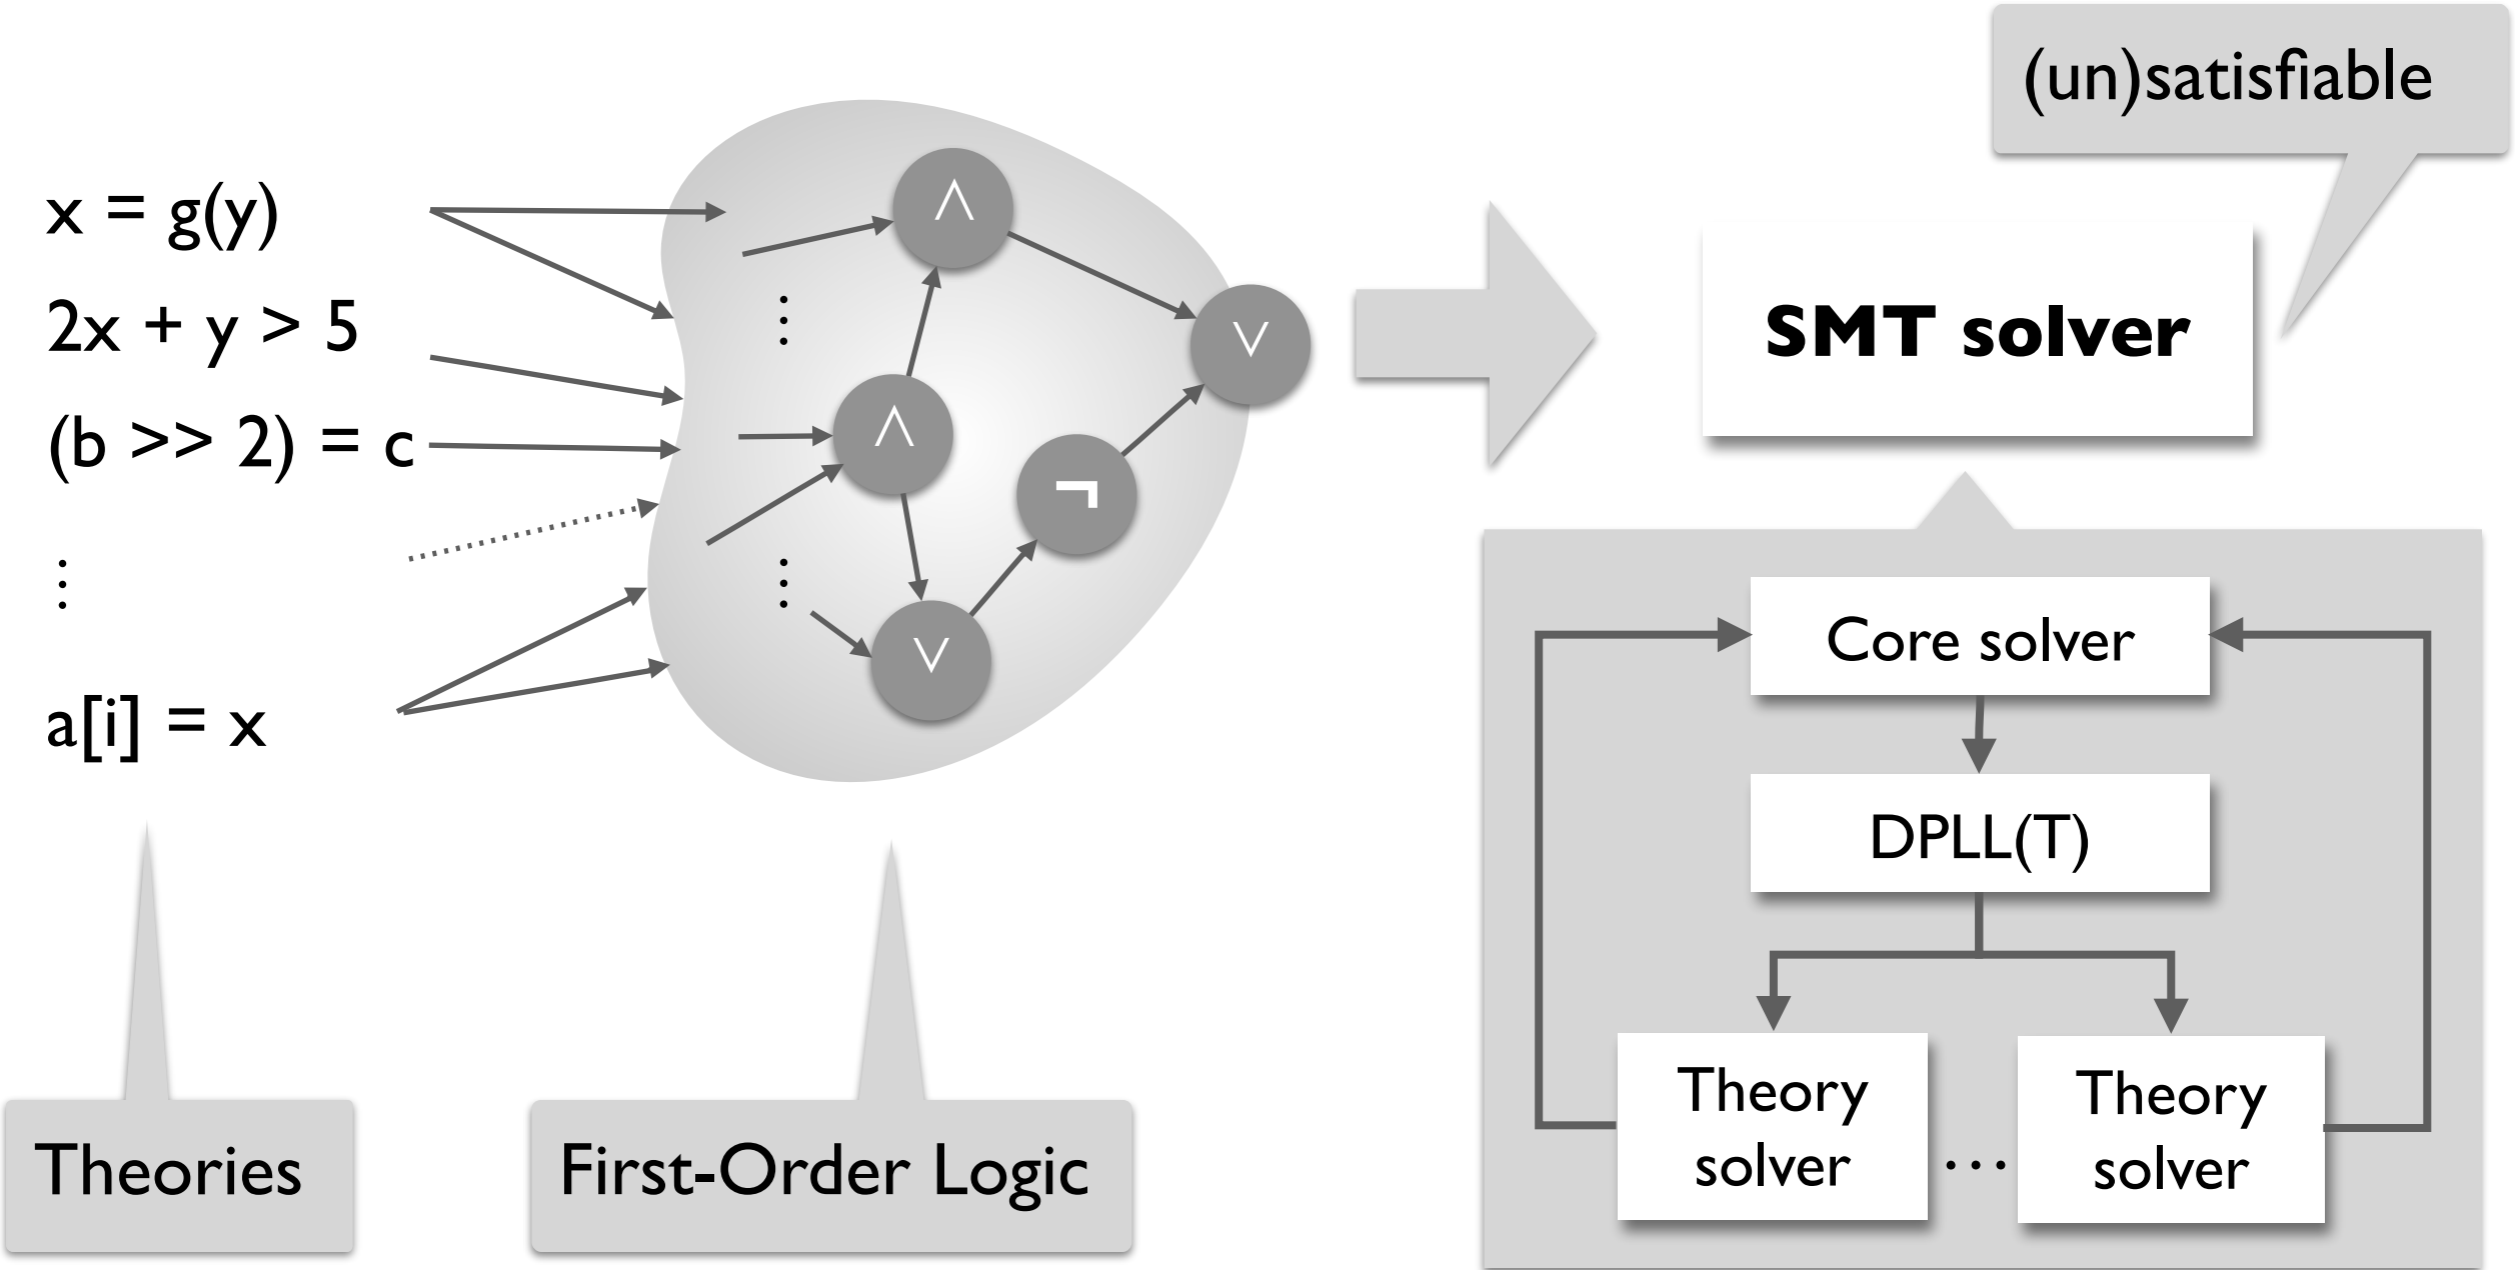 x = g(y)
2x + y > 5
(b >> 2) = c
⋮
a[i] = x
Theories
∧
⋮
∧
∨
¬
⋮
∨
First-Order Logic
(un)satisfiable
SMT solver
Core solver
DPLL(T)
Theory
solver
…
Theory
solver